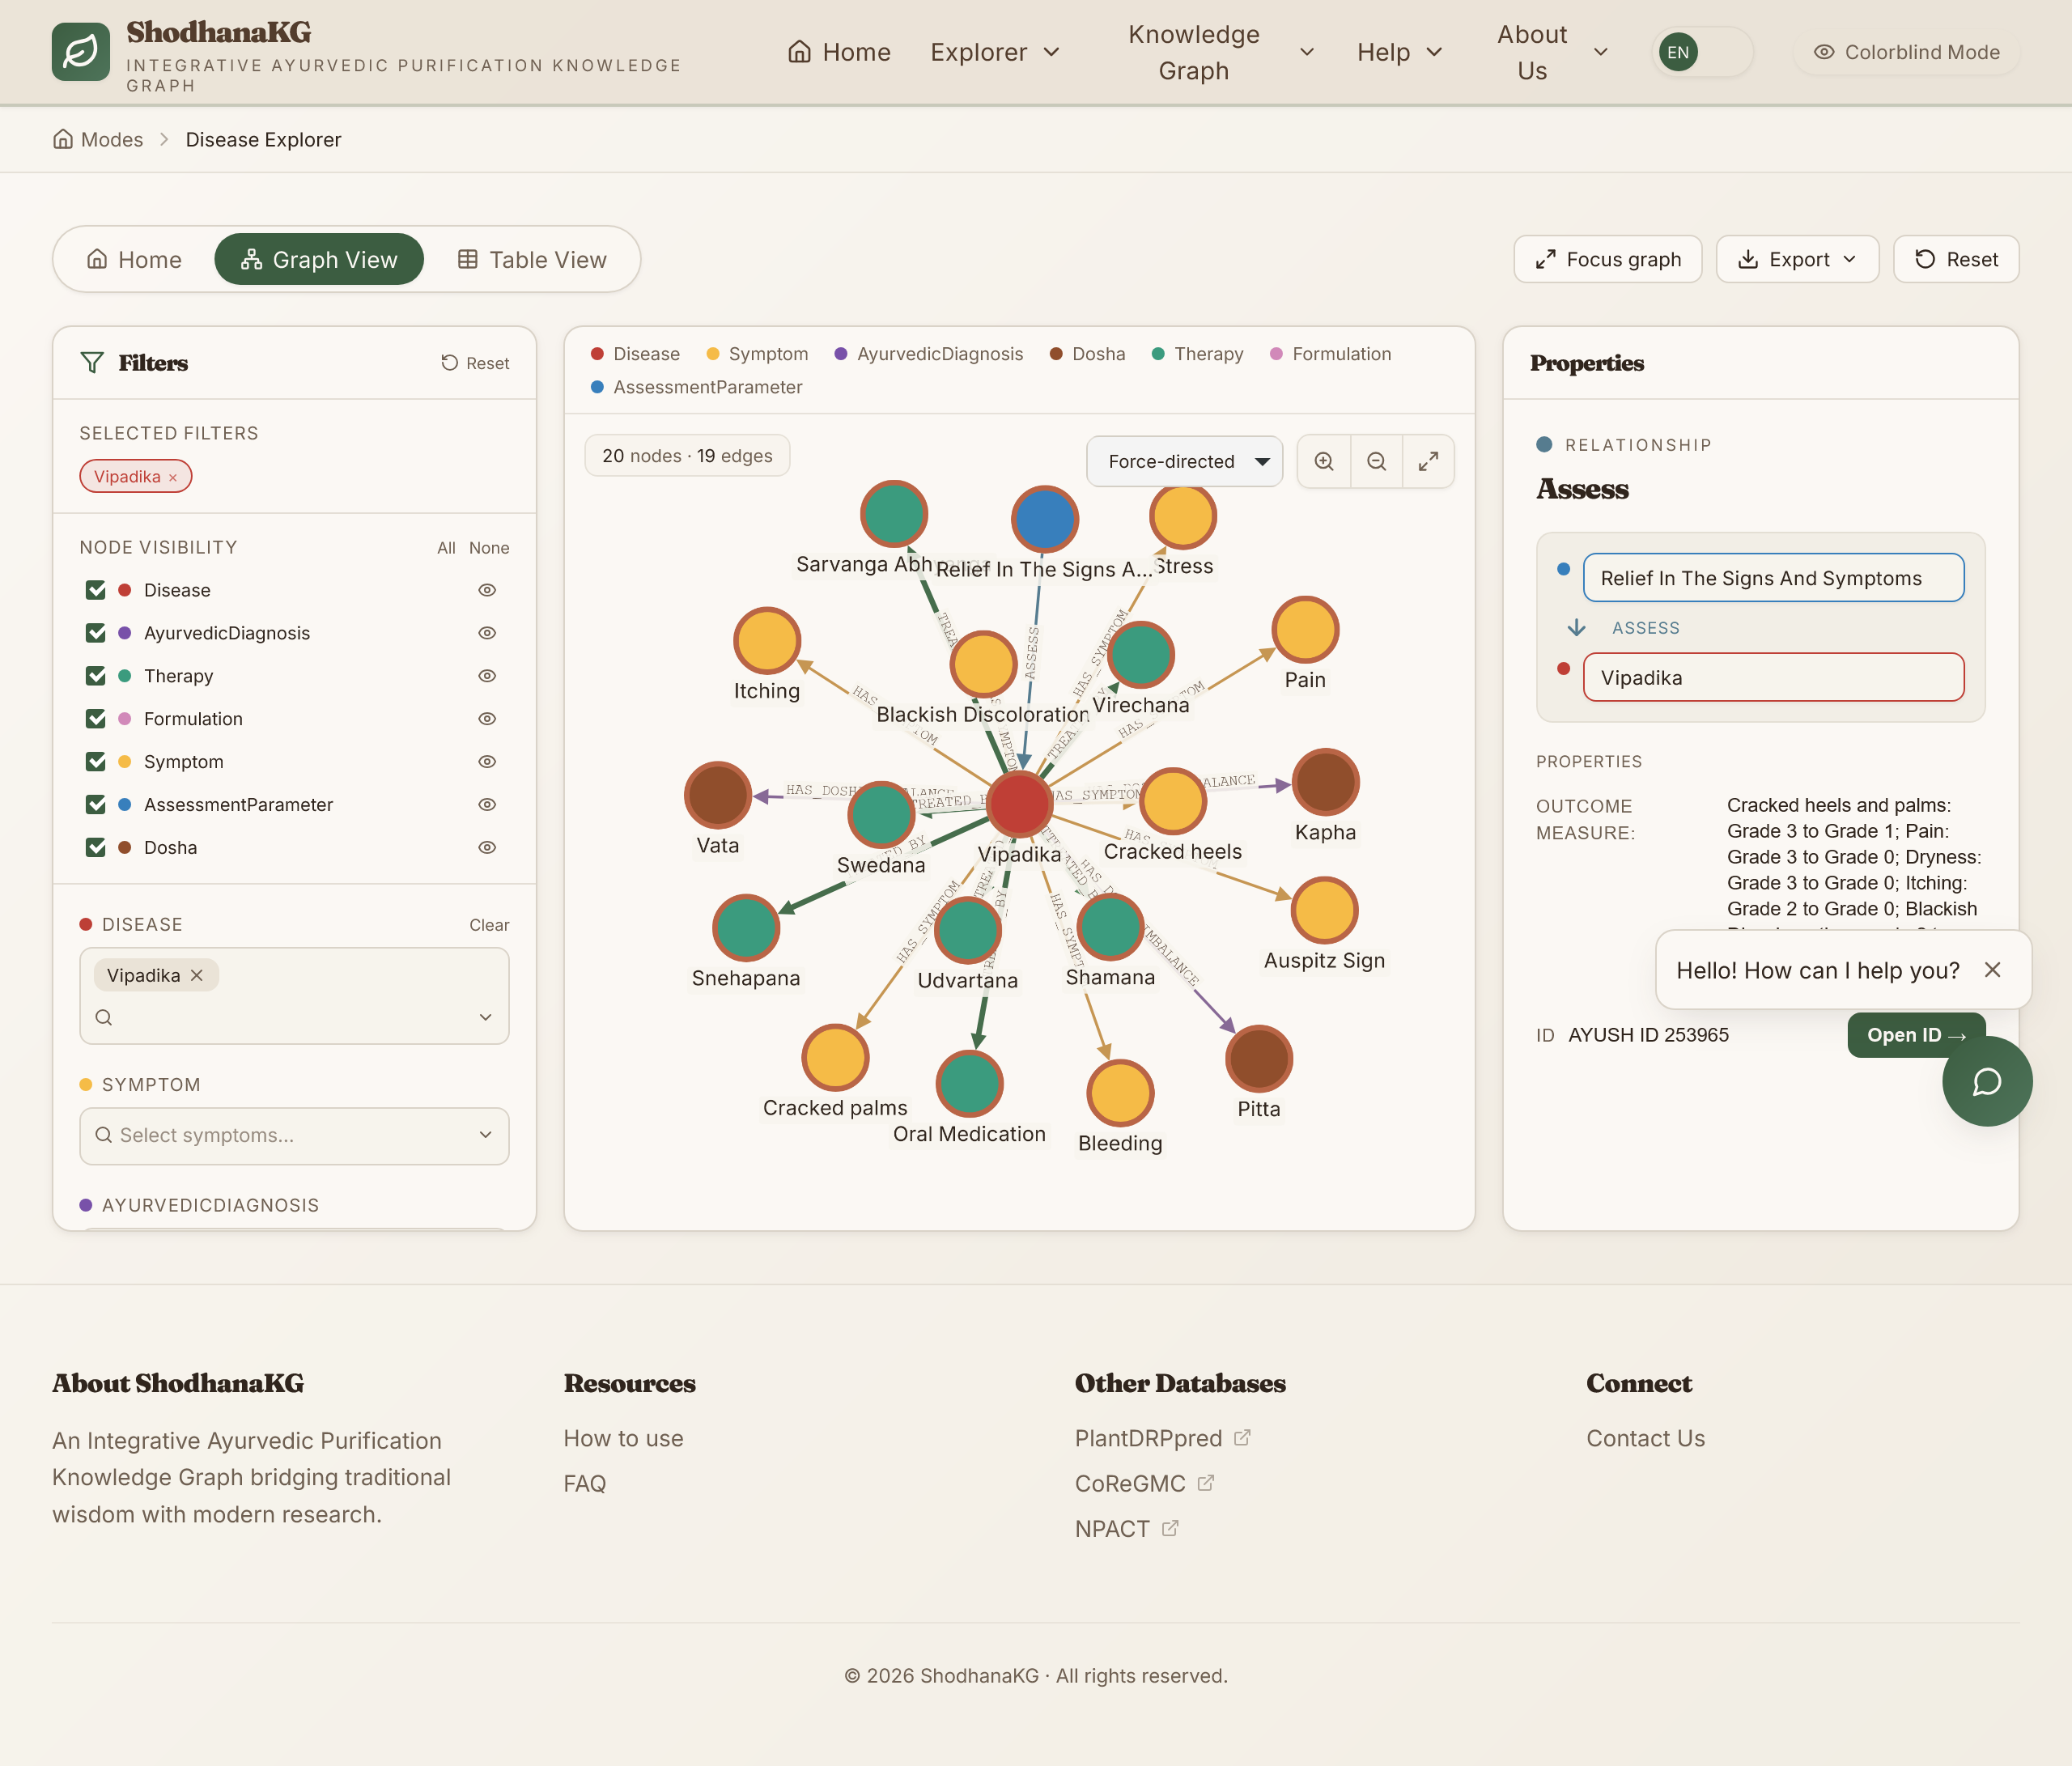 ShodhanaKG
INTEGRATIVE AYURVEDIC PURIFICATION KNOWLEDGE
GRAPH
Home
Explorer
Knowledge
Graph
Help
About
Us
EN
Colorblind Mode
Modes
Disease Explorer
Home
Graph View
Table View
Focus graph
Export
Reset
Filters
Reset
SELECTED FILTERS
Vipadika ×
NODE VISIBILITY
All None
Disease
AyurvedicDiagnosis
Therapy
Formulation
Symptom
AssessmentParameter
Dosha
DISEASE
Clear
Vipadika ×
SYMPTOM
Select symptoms...
AYURVEDICDIAGNOSIS
Disease
Symptom
AyurvedicDiagnosis
Dosha
Therapy
Formulation
AssessmentParameter
20 nodes · 19 edges
Force-directed
Sarvanga Abh
Relief In The Signs A...
Stress
ASSESS
HAS_SYMPTOM
Itching
Blackish Discoloration
Virechana
Pain
Vata
Swedana
Vipadika
Cracked heels
Kapha
HAS_SYMPTOM
Snehapana
Udvartana
Shamana
Auspitz Sign
IMBALANCE
Cracked palms
Oral Medication
Bleeding
Pitta
Properties
RELATIONSHIP
Assess
Relief In The Signs And Symptoms
ASSESS
Vipadika
PROPERTIES
OUTCOME
MEASURE:
Cracked heels and palms:
Grade 3 to Grade 1; Pain:
Grade 3 to Grade 0; Dryness:
Grade 3 to Grade 0; Itching:
Grade 2 to Grade 0; Blackish
Hello! How can I help you?
ID AYUSH ID 253965
Open ID →
About ShodhanaKG
An Integrative Ayurvedic Purification
Knowledge Graph bridging traditional
wisdom with modern research.
Resources
How to use
FAQ
Other Databases
PlantDRPpred
CoReGMC
NPACT
Connect
Contact Us
© 2026 ShodhanaKG · All rights reserved.